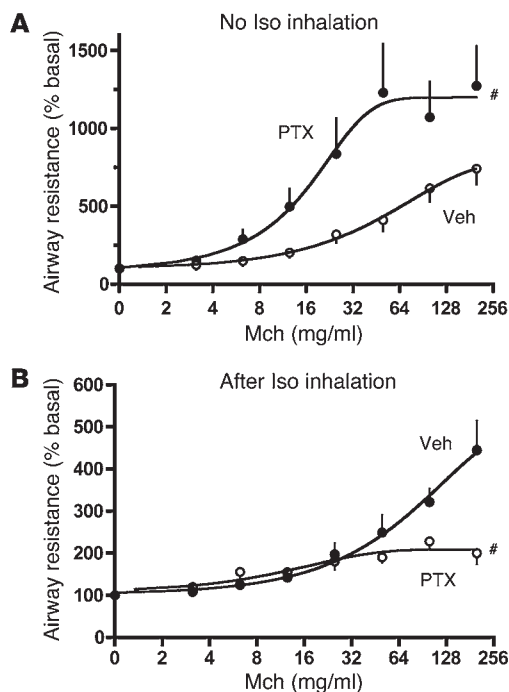 A
No Iso inhalation
Airway resistance (% basal)
1500
1000
500
0
PTX
#
Veh
0 2 4 8 16 32 64 128 256
Mch (mg/ml)
B
After Iso inhalation
Airway resistance (% basal)
600
500
400
300
200
100
0
Veh
#
PTX
0 2 4 8 16 32 64 128 256
Mch (mg/ml)